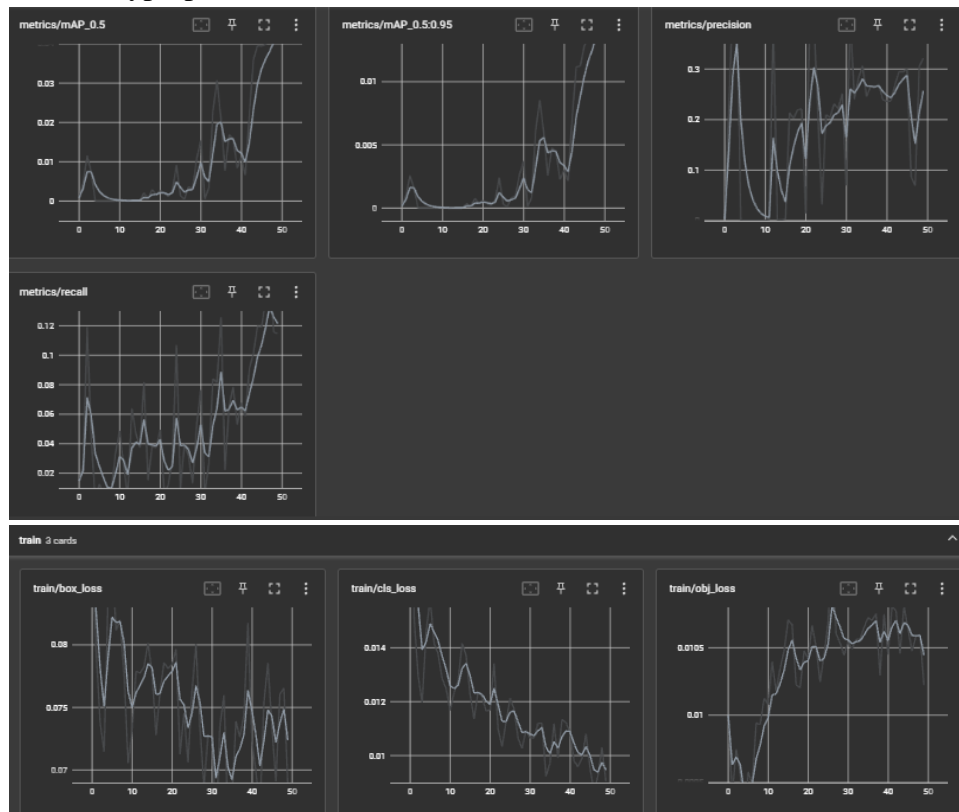 metrics/mAP_0.5
0.03
0.02
0.01
0
0 10 20 30 40 50
metrics/mAP_0.5:0.95
0.01
0.005
0
0 10 20 30 40 50
metrics/precision
0.3
0.2
0.1
0 10 20 30 40 50
metrics/recall
0.12
0.1
0.08
0.06
0.04
0.02
0 10 20 30 40 50
train 3 cards
train/box_loss
0.08
0.075
0.07
0 10 20 30 40 50
train/cls_loss
0.014
0.012
0.01
0 10 20 30 40 50
train/obj_loss
0.0105
0.01
0 10 20 30 40 50